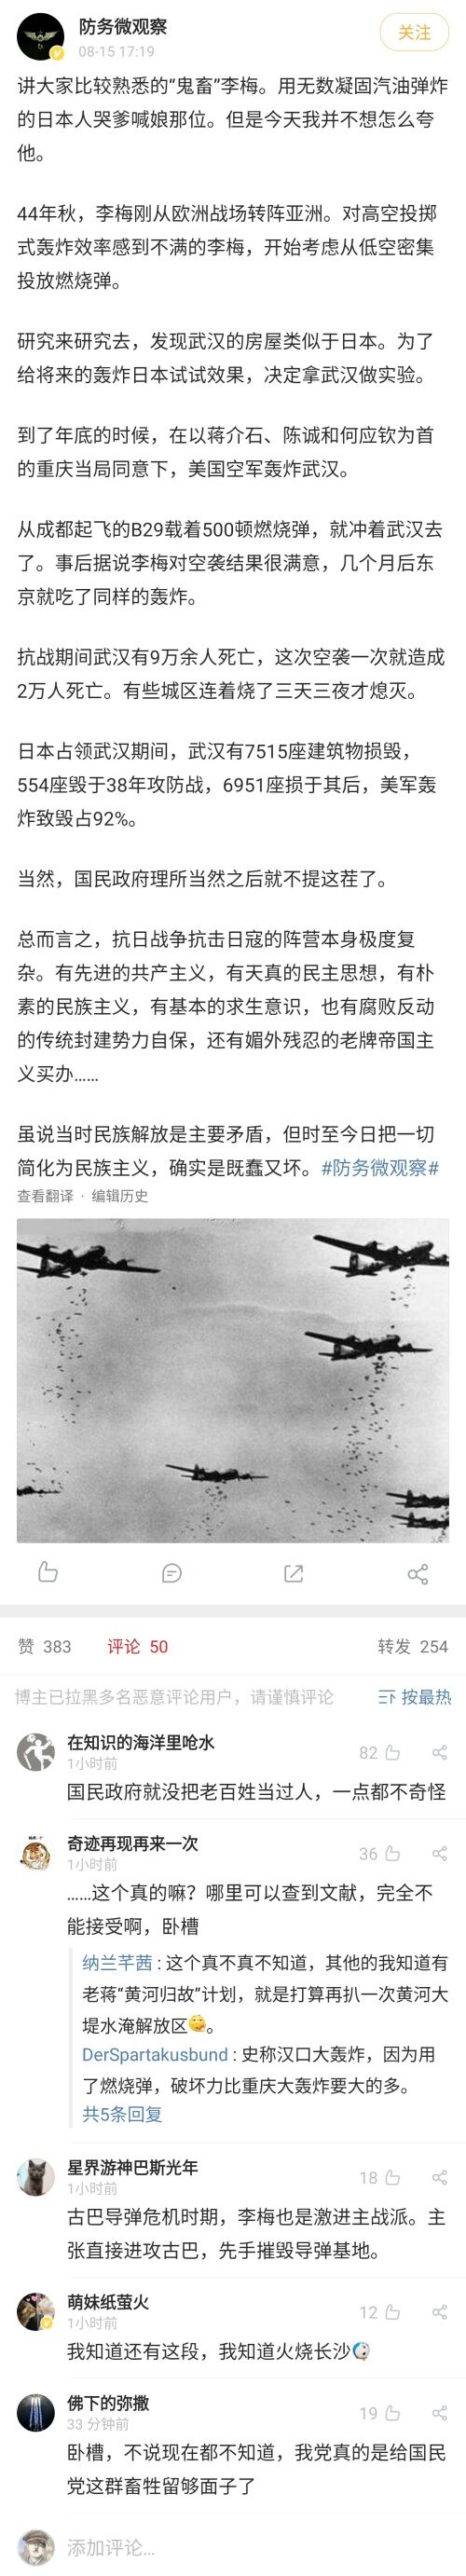 防务微观察
08-15 17:19
关注
讲大家比较熟悉的“鬼畜”李梅。用无数凝固汽油弹炸
的日本人哭爹喊娘那位。但是今天我并不想怎么夸
他。
44年秋，李梅刚从欧洲战场转阵亚洲。对高空投掷
式轰炸效率感到不满的李梅，开始考虑从低空密集
投放燃烧弹。
研究来研究去，发现武汉的房屋类似于日本。为了
给将来的轰炸日本试试效果，决定拿武汉做实验。
到了年底的时候，在以蒋介石、陈诚和何应钦为首
的重庆当局同意下，美国空军轰炸武汉。
从成都起飞的B29载着500顿燃烧弹，就冲着武汉去
了。事后据说李梅对空袭结果很满意，几个月后东
京就吃了同样的轰炸。
抗战期间武汉有9万余人死亡，这次空袭一次就造成
2万人死亡。有些城区连着烧了三天三夜才熄灭。
日本占领武汉期间，武汉有7515座建筑物损毁，
554座毁于38年攻防战，6951座损于其后，美军轰
炸致毁占92%。
当然，国民政府理所当然之后就不提这茬了。
总而言之，抗日战争抗击日寇的阵营本身极度复
杂。有先进的共产主义，有天真的民主思想，有朴
素的民族主义，有基本的求生意识，也有腐败反动
的传统封建势力自保，还有媚外残忍的老牌帝国主
义买办……
虽说当时民族解放是主要矛盾，但时至今日把一切
简化为民族主义，确实是既蠢又坏。#防务微观察#
查看翻译 · 编辑历史
赞 383 评论 50 转发 254
博主已拉黑多名恶意评论用户，请谨慎评论 按最热
在知识的海洋里呛水
1小时前
82
国民政府就没把老百姓当过人，一点都不奇怪
奇迹再现再来一次
1小时前
36
……这个真的嘛？哪里可以查到文献，完全不
能接受啊，卧槽
纳兰芊茜 : 这个真不真不知道，其他的我知道有
老蒋“黄河归故”计划，就是打算再扒一次黄河大
堤水淹解放区。
DerSpartakusbund : 史称汉口大轰炸，因为用
了燃烧弹，破坏力比重庆大轰炸要大的多。
共5条回复
星界游神巴斯光年
1小时前
18
古巴导弹危机时期，李梅也是激进主战派。主
张直接进攻古巴，先手摧毁导弹基地。
萌妹纸萤火
1小时前
12
我知道还有这段，我知道火烧长沙
佛下的弥撒
33 分钟前
19
卧槽，不说现在都不知道，我党真的是给国民
党这群畜牲留够面子了
添加评论…